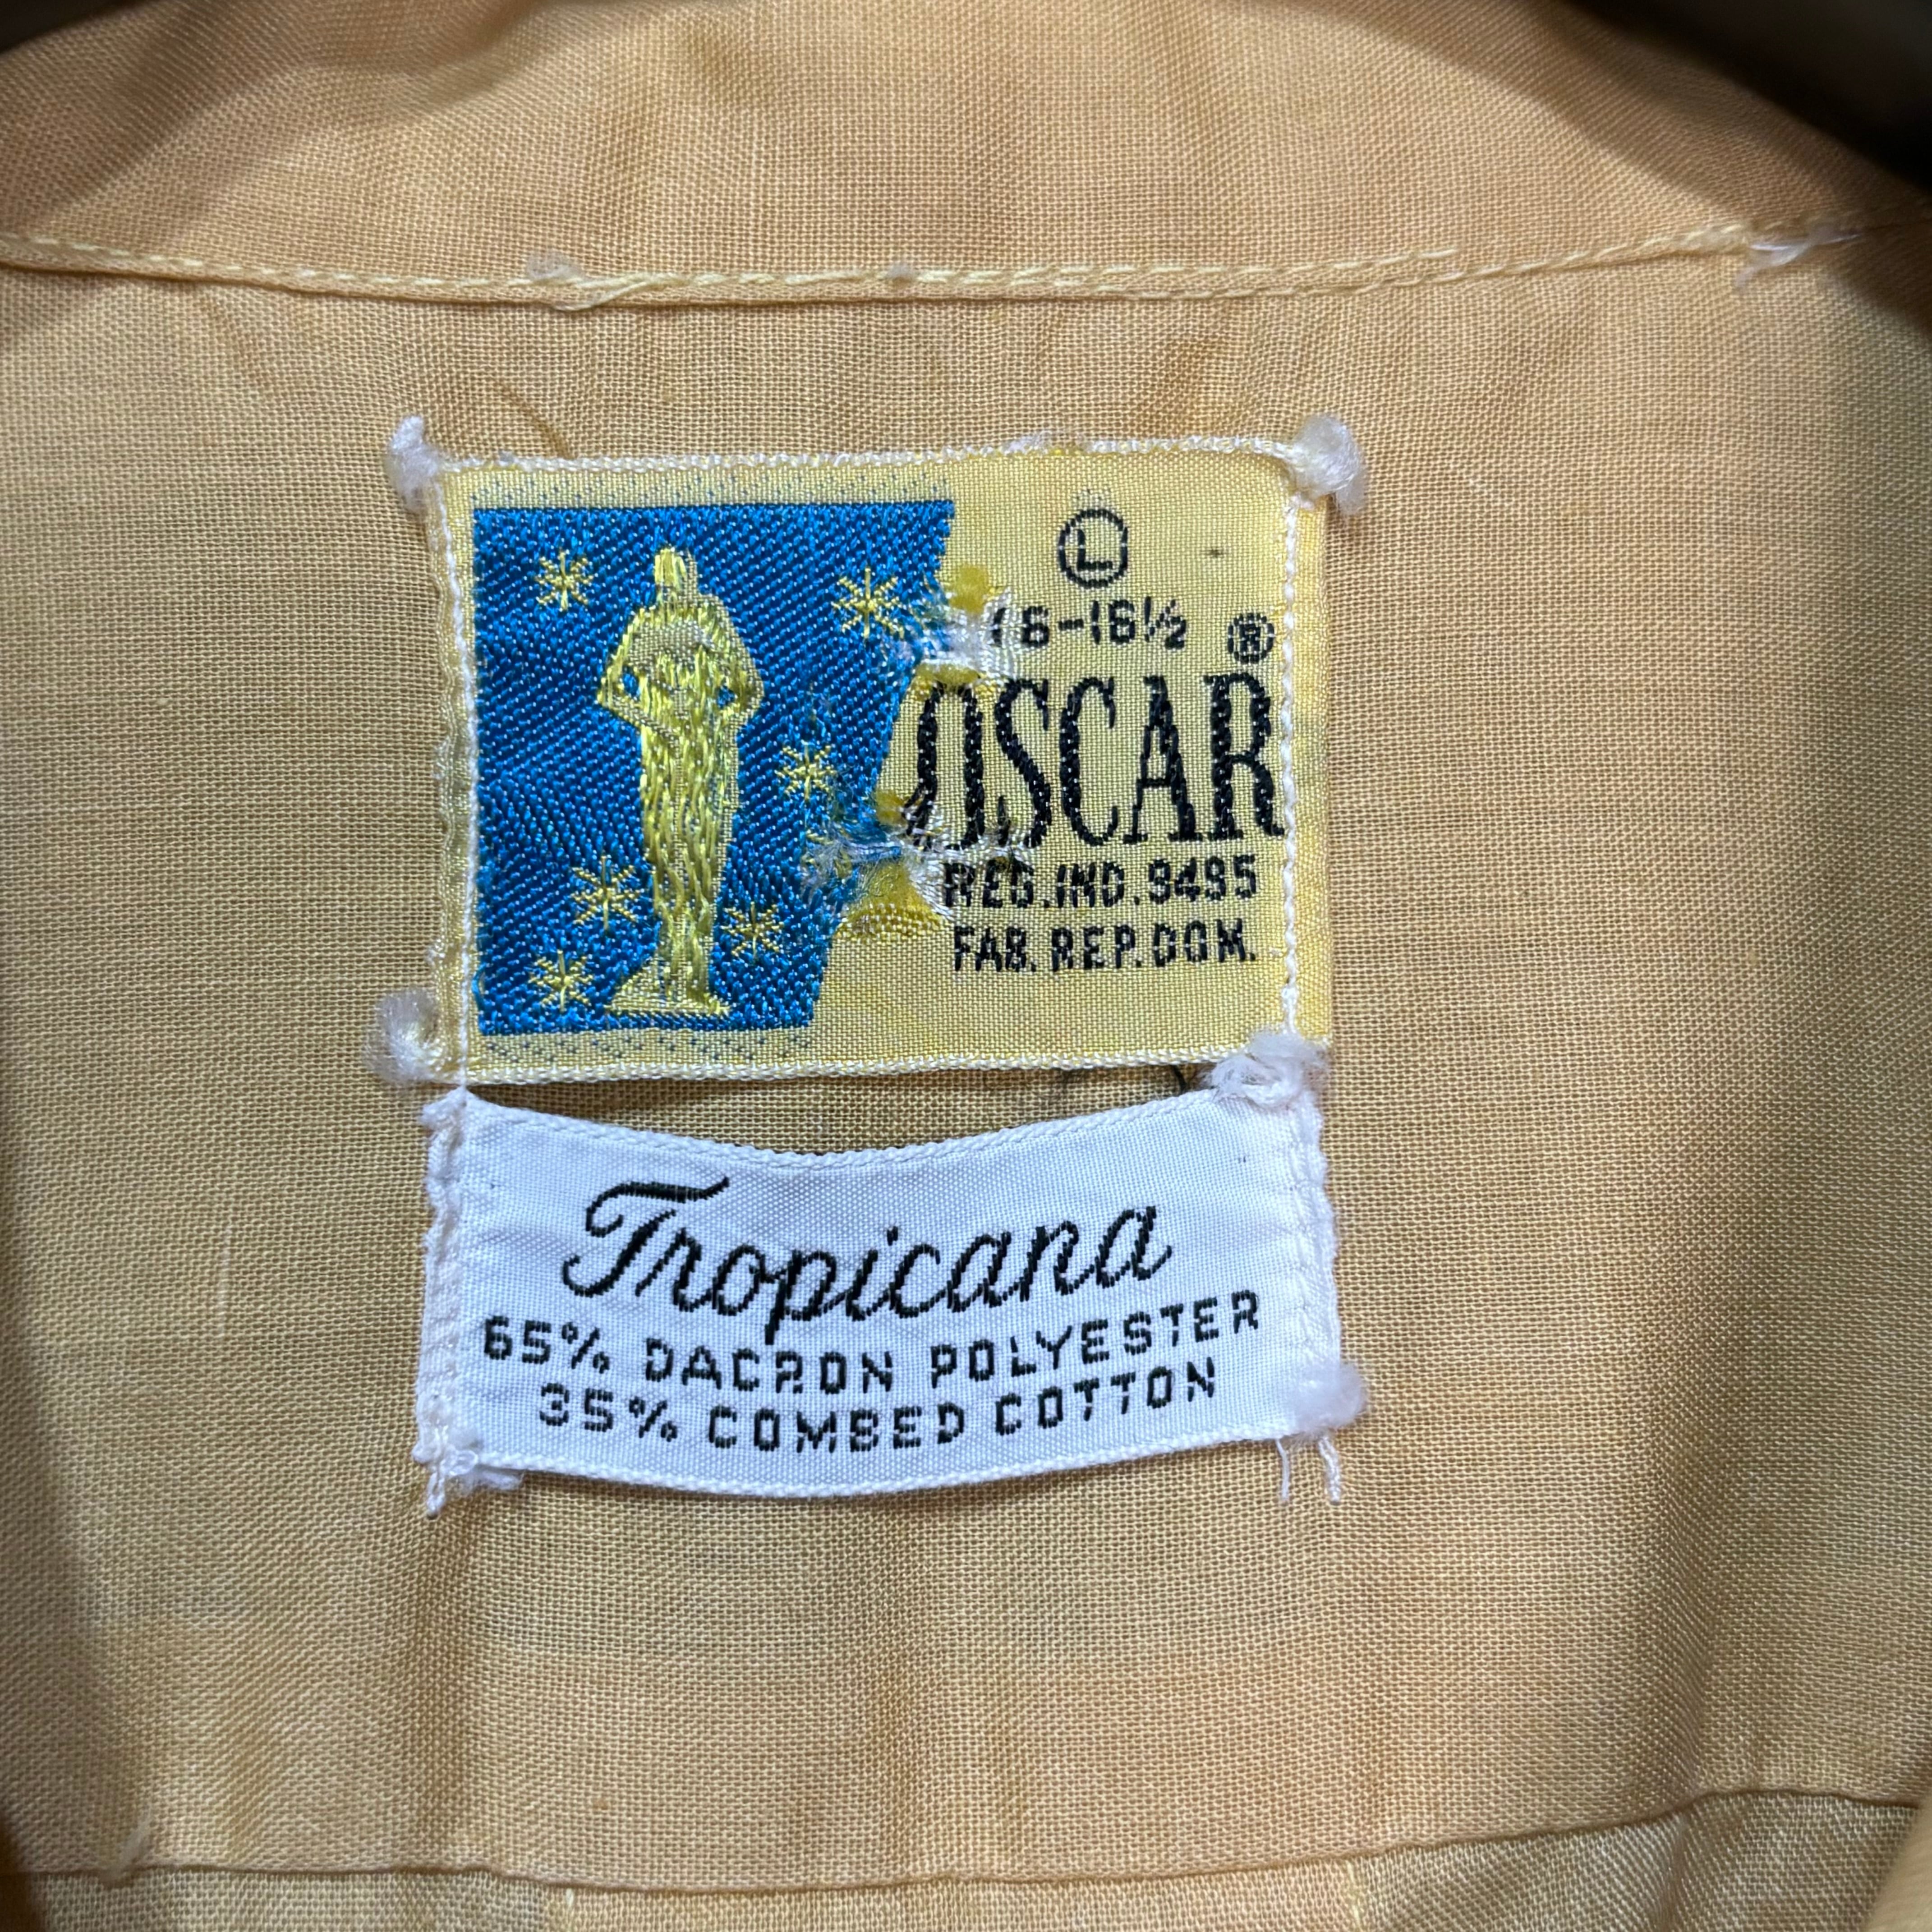 L
16-16½
®
OSCAR
REG.IND.9495
FAB. REP. DOM.
Tropicana
65% DACRON POLYESTER
35% COMBED COTTON